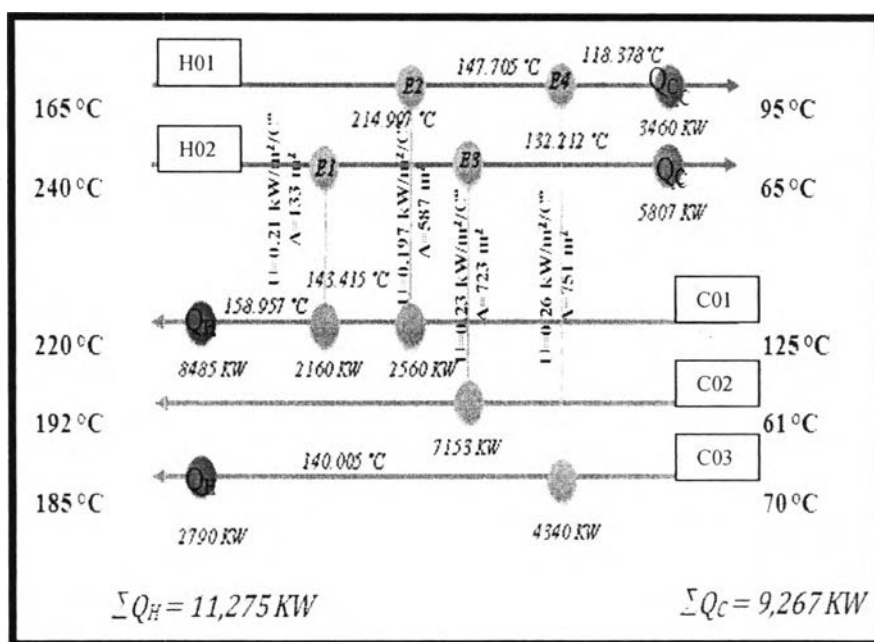 H01
E2
147.705 °C
E4
118.378 °C
QC
C
165 °C
214.997 °C
3460 KW
95 °C
H02
E1
E3
132.212 °C
QC
240 °C
5807 KW
65 °C
U=0.21 kW/m²/C
A=133 m²
U=0.197 kW/m²/C
A=587 m²
U=0.23 kW/m²/C
A=723 m²
U=0.26 kW/m²/C
A=751 m²
143.415 °C
158.957 °C
QH
C01
220 °C
8485 KW
2160 KW
2560 KW
125°C
C02
192 °C
7153 KW
61 °C
140.005 °C
QH
C03
185 °C
2790 KW
4340 KW
70 °C
∑QH = 11,275 KW
∑QC = 9,267 KW